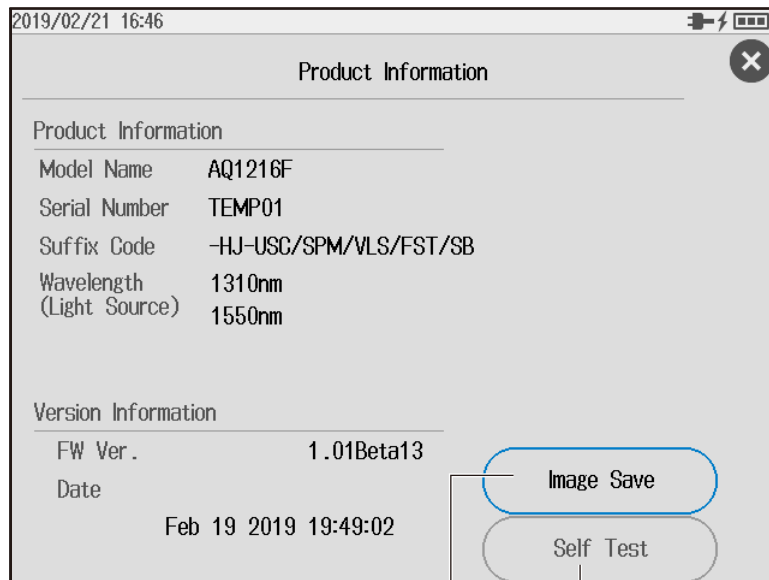 2019/02/21 16:46
Product Information
Product Information
Model Name AQ1216F
Serial Number TEMP01
Suffix Code -HJ-USC/SPM/VLS/FST/SB
Wavelength 1310nm
(Light Source) 1550nm
Version Information
FW Ver. 1.01Beta13
Date
Feb 19 2019 19:49:02
Image Save
Self Test